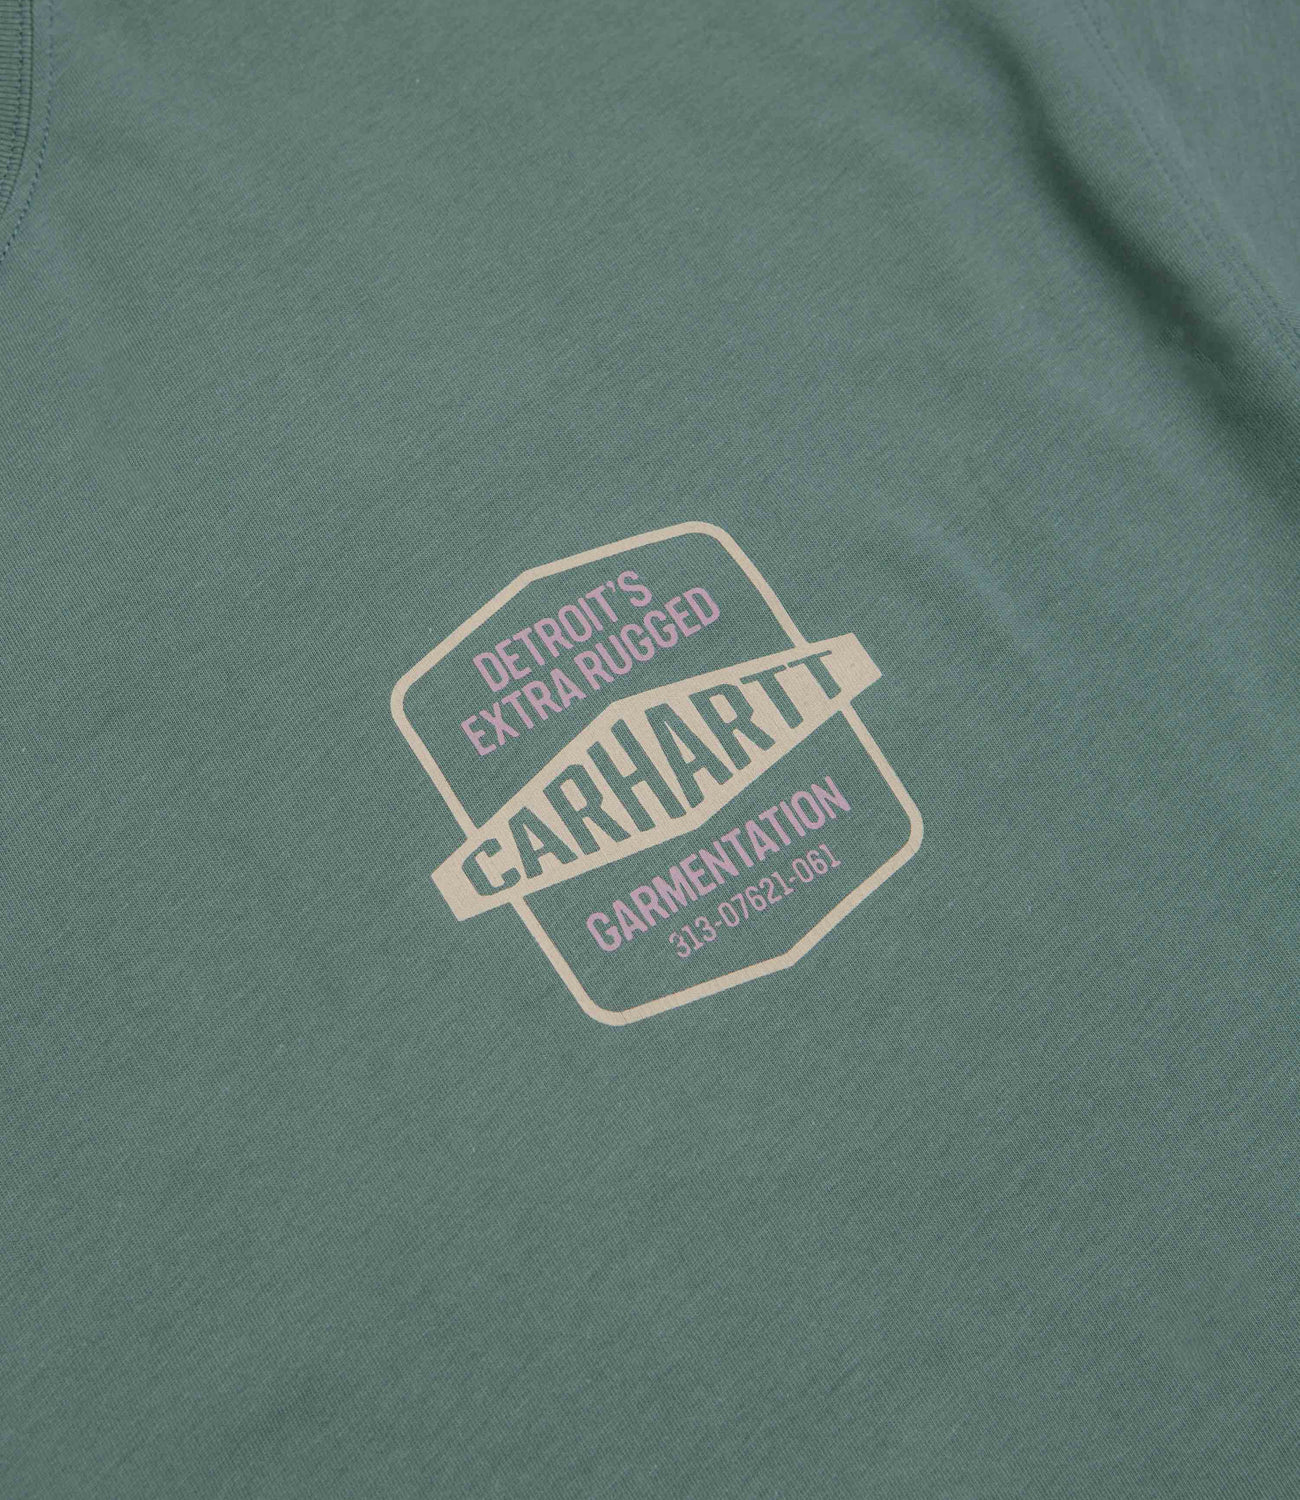 DETROIT'S
EXTRA RUGGED
CARHARTT
GARMENTATION
313-07621-061